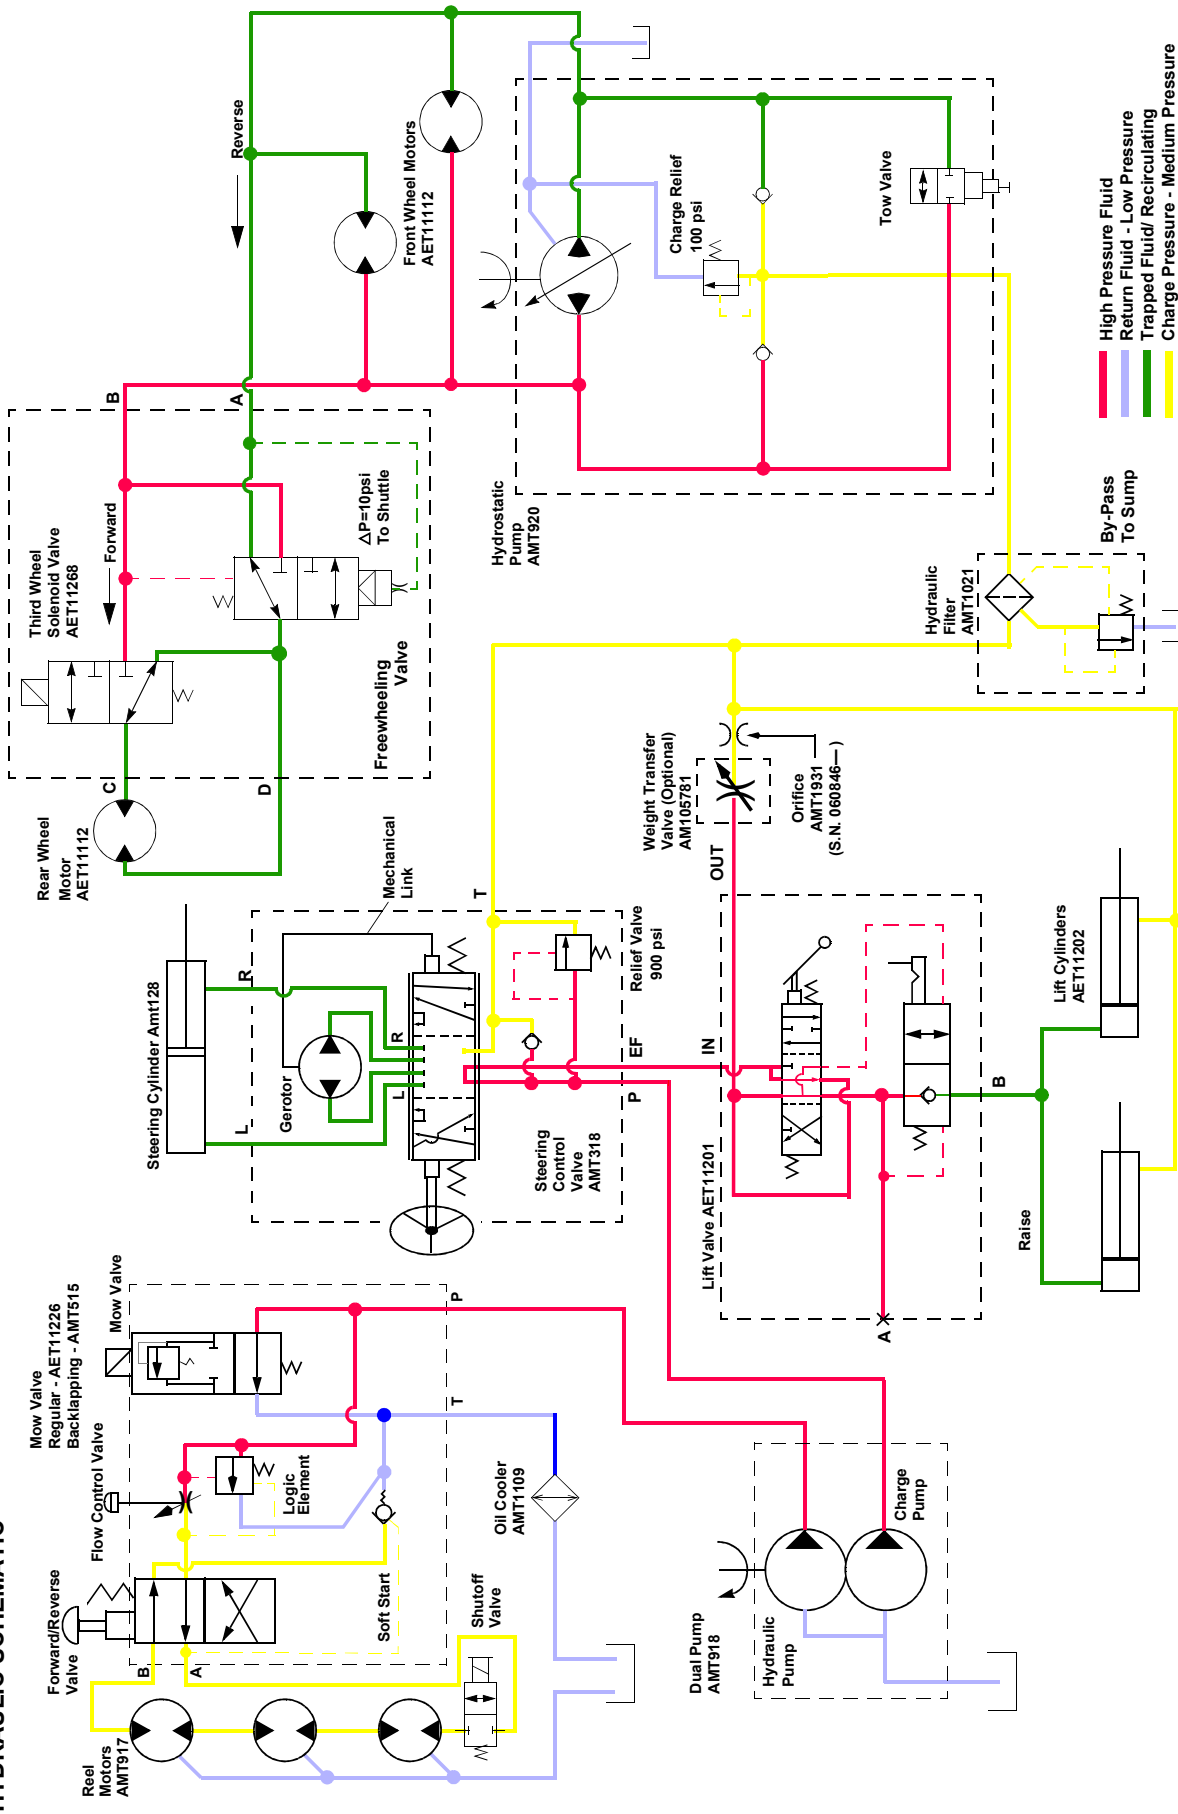 Reel
Motors
AMT917
Forward/Reverse
Valve
Flow Control Valve
Mow Valve
Regular - AET11226
Backlapping - AMT515
Mow Valve
B
A
Logic
Element
Soft Start
P
T
Shutoff
Valve
Oil Cooler
AMT1109
Steering Cylinder Amt128
L
R
Gerotor
L
R
Mechanical
Link
T
Steering
Control
Valve
AMT318
Relief Valve
900 psi
P
EF
Rear Wheel
Motor
AET11112
C
D
Third Wheel
Solenoid Valve
AET11268
Forward
Freewheeling
Valve
△P=10psi
To Shuttle
B
A
Reverse
Front Wheel Motors
AET11112
Hydrostatic
Pump
AMT920
Charge Relief
100 psi
Tow Valve
Dual Pump
AMT918
Hydraulic
Pump
Charge
Pump
Lift Valve AET11201
IN
OUT
A
B
Weight Transfer
Valve (Optional)
AM105781
Orifice
AMT1931
(S.N. 060846— )
Raise
Lift Cylinders
AET11202
Hydraulic
Filter
AMT1021
By-Pass
To Sump
High Pressure Fluid
Return Fluid - Low Pressure
Trapped Fluid/ Recirculating
Charge Pressure - Medium Pressure